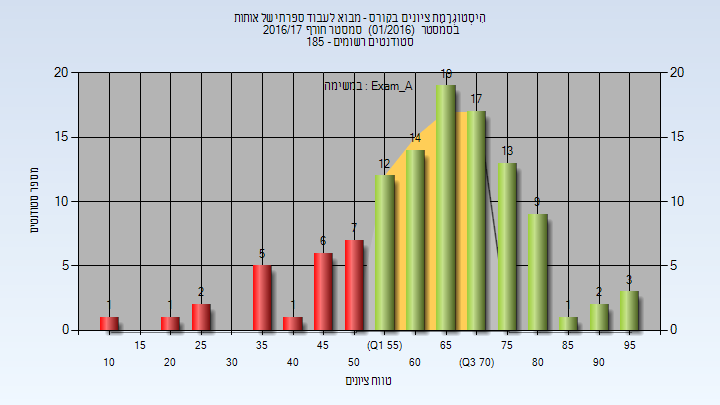 היסטוגרמת ציונים בקורס - מבוא לעבוד ספרתי של אותות
בסמסטר (01/2016) סמסטר חורף 2016/17
סטודנטים רשומים - 185
במשימה : Exam_A
20 15 10 5 0
מספר סטודנטים
20 15 10 5 0
1 1 2 5 1 6 7 12 14 19 17 13 9 1 2 3
15 25 35 45 (Q1 55) 65 75 85 95
10 20 30 40 50 60 (Q3 70) 80 90
טווח ציונים